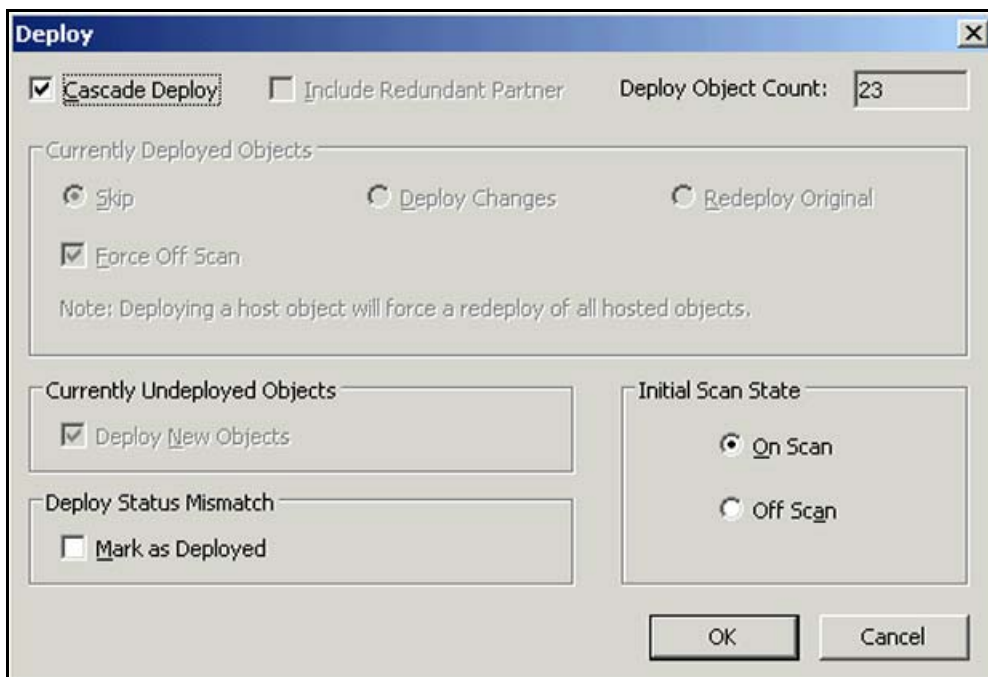 Deploy
Cascade Deploy Include Redundant Partner Deploy Object Count: 23
Currently Deployed Objects
Skip Deploy Changes Redeploy Original
Force Off Scan
Note: Deploying a host object will force a redeploy of all hosted objects.
Currently Undeployed Objects
Deploy New Objects
Deploy Status Mismatch
Mark as Deployed
Initial Scan State
On Scan
Off Scan
OK Cancel